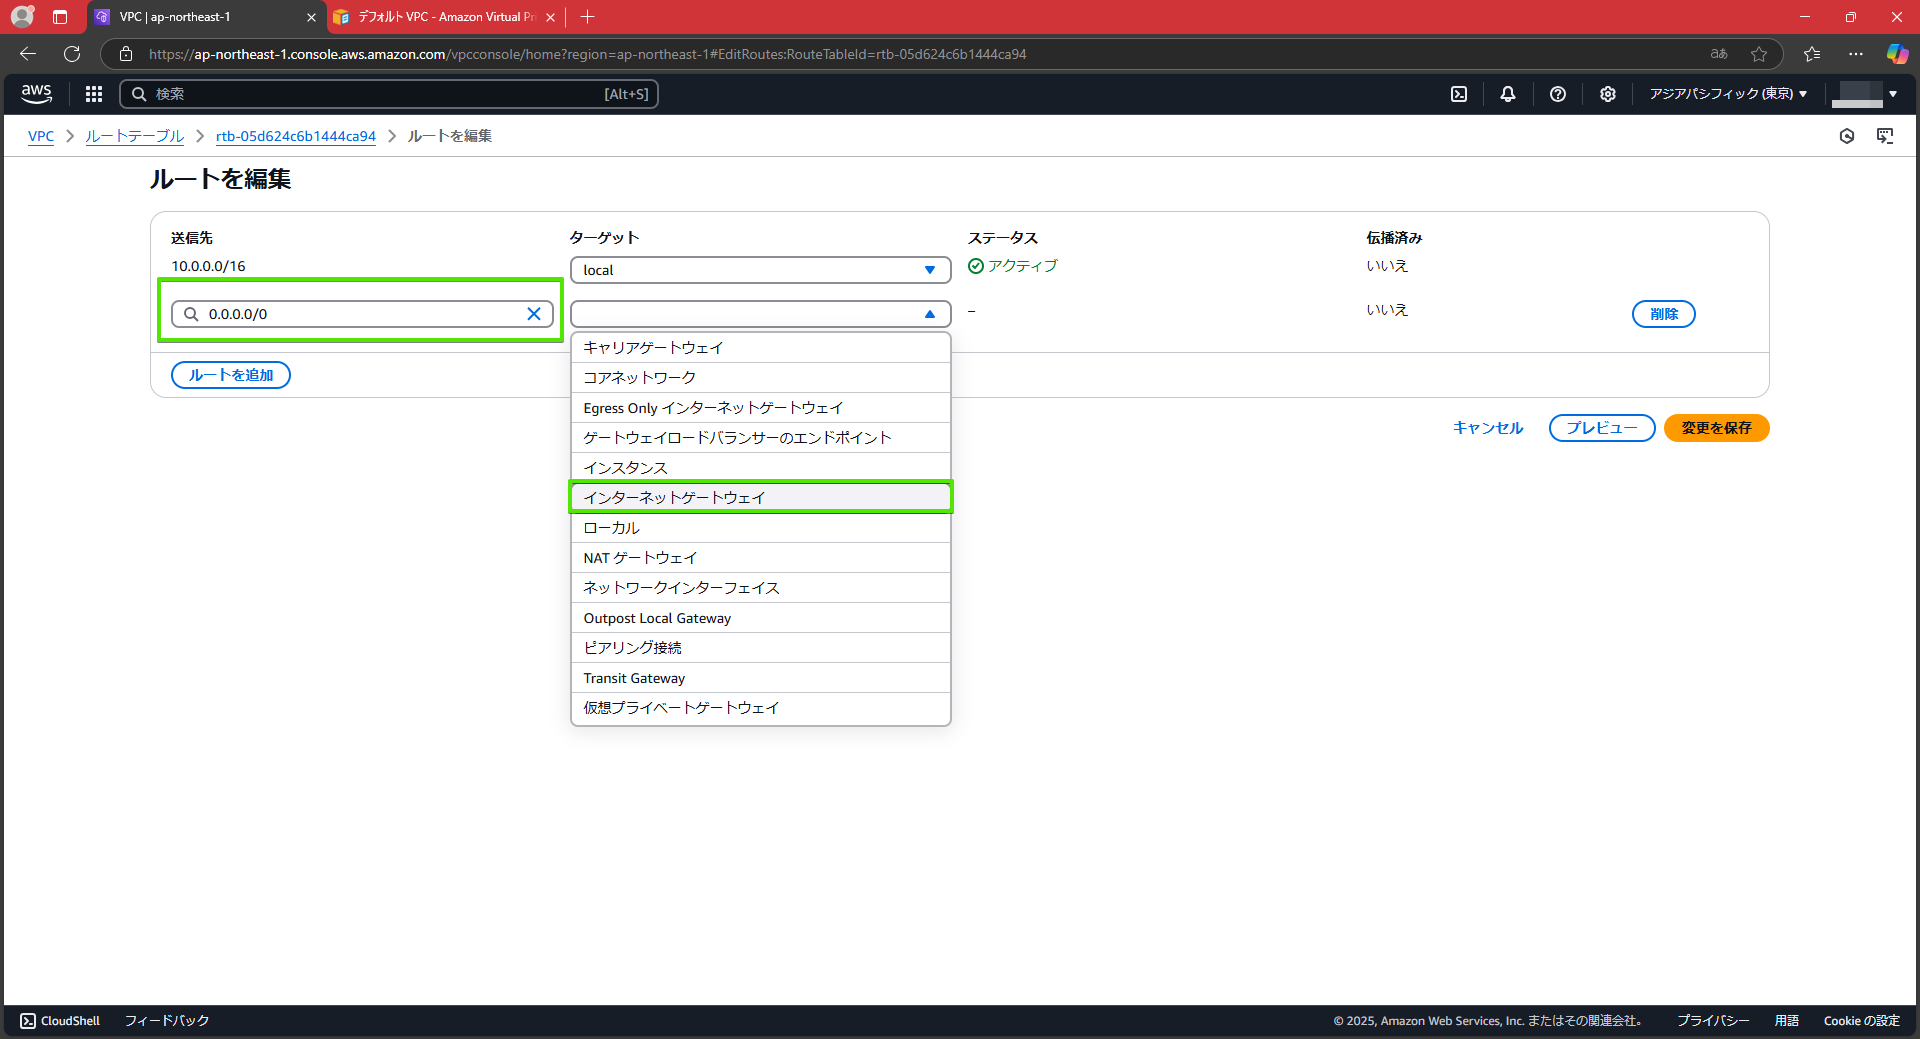 VPC | ap-northeast-1
デフォルト VPC - Amazon Virtual Pri
https://ap-northeast-1.console.aws.amazon.com/vpcconsole/home?region=ap-northeast-1#EditRoutes:RouteTableId=rtb-05d624c6b1444ca94
aあ
aws
検索
[Alt+S]
アジアパシフィック (東京)
VPC
ルートテーブル
rtb-05d624c6b1444ca94
ルートを編集
ルートを編集
送信先
ターゲット
ステータス
伝播済み
10.0.0.0/16
local
アクティブ
いいえ
0.0.0.0/0
–
いいえ
削除
キャリアゲートウェイ
コアネットワーク
Egress Only インターネットゲートウェイ
ゲートウェイロードバランサーのエンドポイント
インスタンス
インターネットゲートウェイ
ローカル
NAT ゲートウェイ
ネットワークインターフェイス
Outpost Local Gateway
ピアリング接続
Transit Gateway
仮想プライベートゲートウェイ
ルートを追加
キャンセル
プレビュー
変更を保存
CloudShell
フィードバック
© 2025, Amazon Web Services, Inc. またはその関連会社。
プライバシー
用語
Cookie の設定